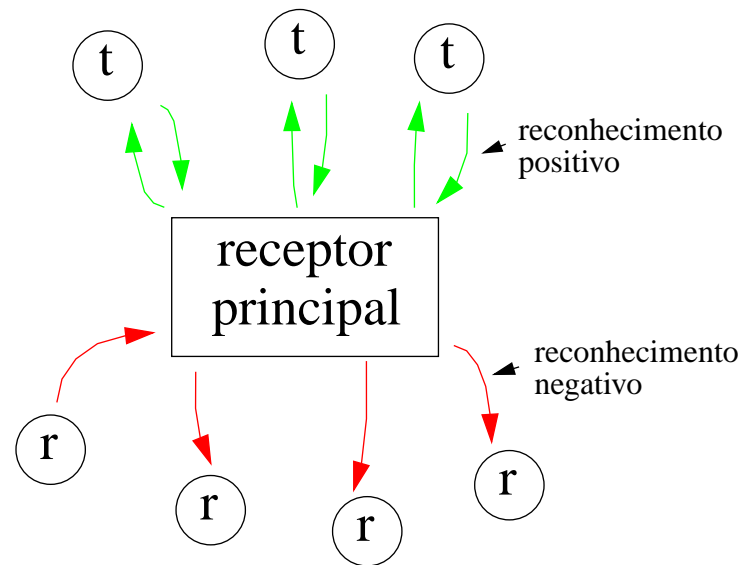 t
t
t
reconhecimento
positivo
receptor
principal
reconhecimento
negativo
r
r
r
r